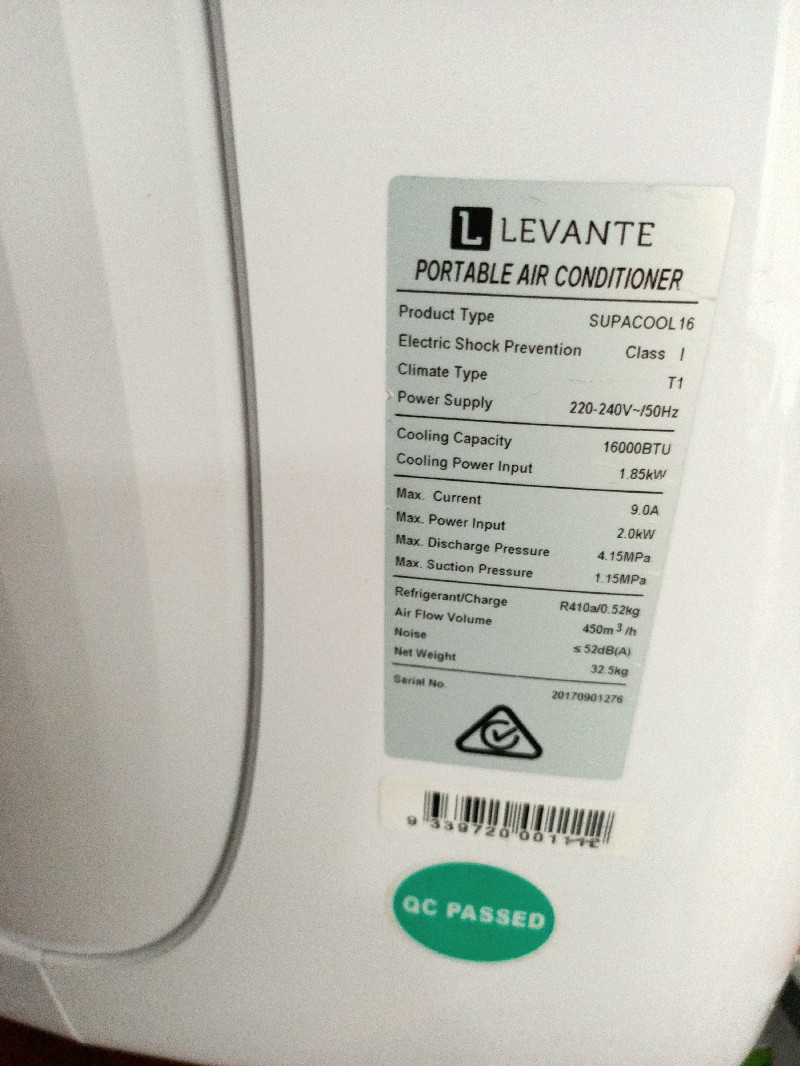 L LEVANTE
PORTABLE AIR CONDITIONER
Product Type SUPACOOL16
Electric Shock Prevention Class I
Climate Type T1
Power Supply 220-240V~/50Hz
Cooling Capacity 16000BTU
Cooling Power Input 1.85kW
Max. Current 9.0A
Max. Power Input 2.0kW
Max. Discharge Pressure 4.15MPa
Max. Suction Pressure 1.15MPa
Refrigerant/Charge R410a/0.52kg
Air Flow Volume 450m³/h
Noise ≤52dB(A)
Net Weight 32.5kg
Serial No. 20170901276
9 339720
QC PASSED